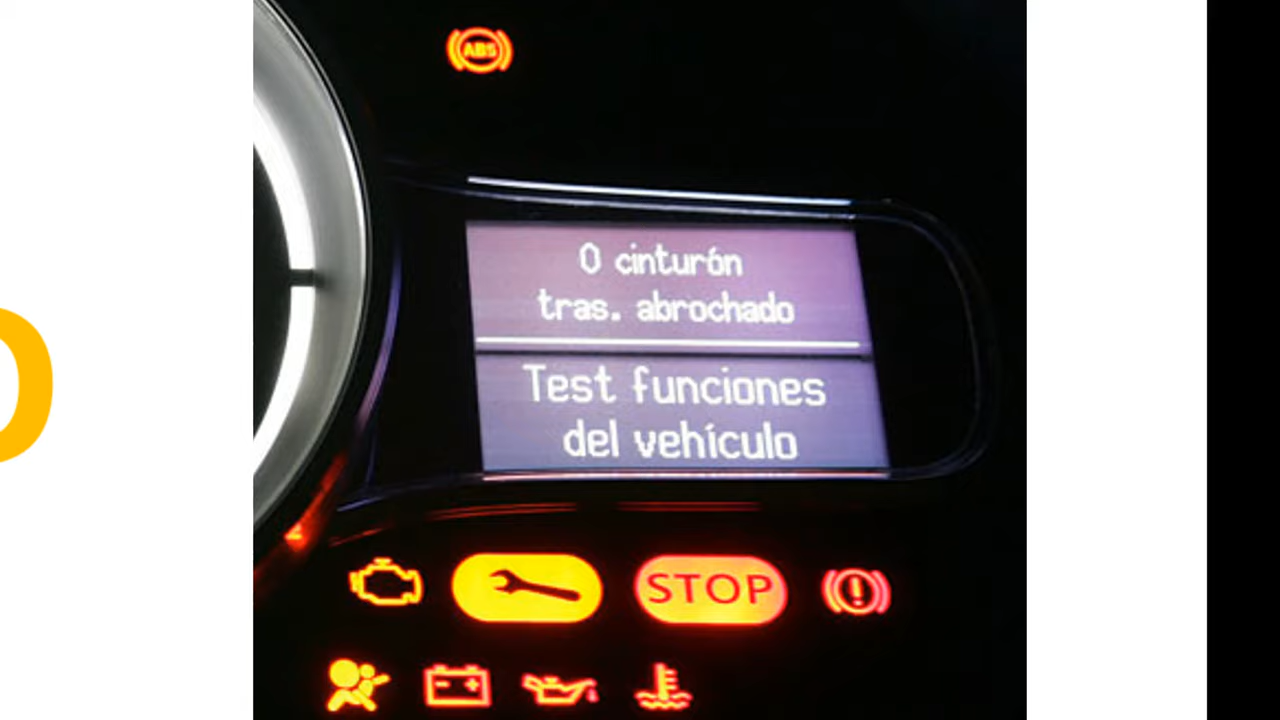 ABS
0 cinturón
tras. abrochado
Test funciones
del vehículo
STOP